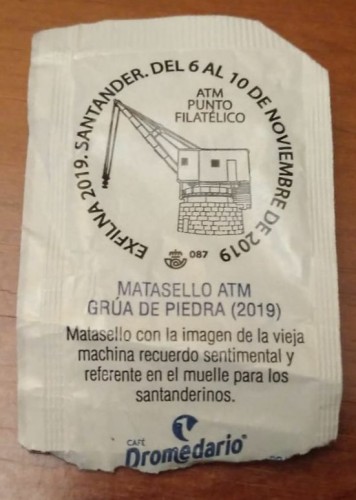 EXFILNA 2019. SANTANDER. DEL 6 AL 10 DE NOVIEMBRE DE 2019
ATM
PUNTO
FILATÉLICO
087
MATASELLO ATM
GRÚA DE PIEDRA (2019)
Matasello con la imagen de la vieja
machina recuerdo sentimental y
referente en el muelle para los
santanderinos.
CAFÉ
Dromedario